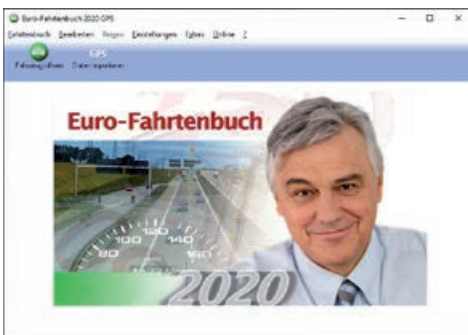 Euro-Fahrtenbuch 2020 GPS
Fahrtenbuch Bearbeiten Reisen Einstellungen Extras Online ?
GPS
Fahrzeug öffnen Daten importieren
Euro-Fahrtenbuch
80 100 120 140 160
2020